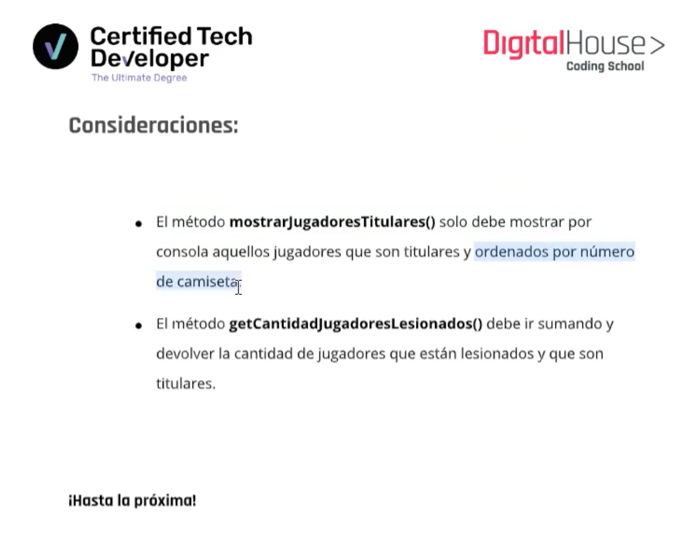 Certified Tech
Developer
The Ultimate Degree
DigitalHouse>
Coding School
Consideraciones:
• El método mostrarJugadoresTitulares() solo debe mostrar por
consola aquellos jugadores que son titulares y ordenados por número
de camiseta.
• El método getCantidadJugadoresLesionados() debe ir sumando y
devolver la cantidad de jugadores que están lesionados y que son
titulares.
¡Hasta la próxima!